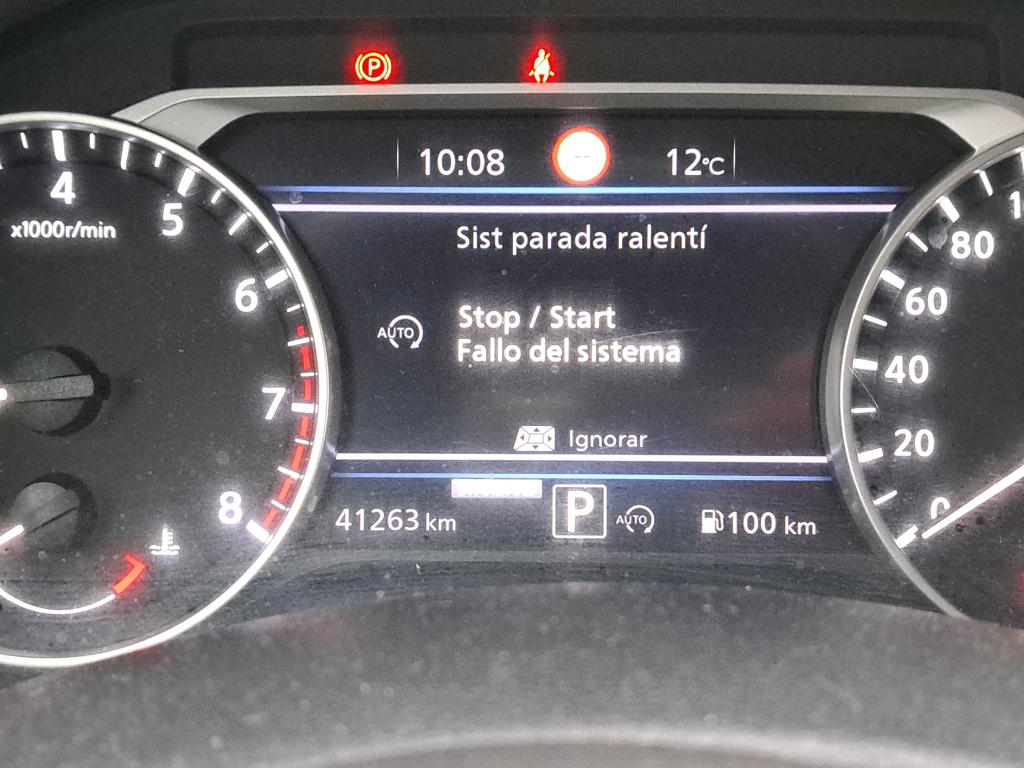 P
10:08
--
12°C
4
5
x1000r/min
6
7
8
Sist parada ralentí
AUTO
Stop / Start
Fallo del sistema
Ignorar
80
60
40
20
0
41263 km
P
AUTO
100 km